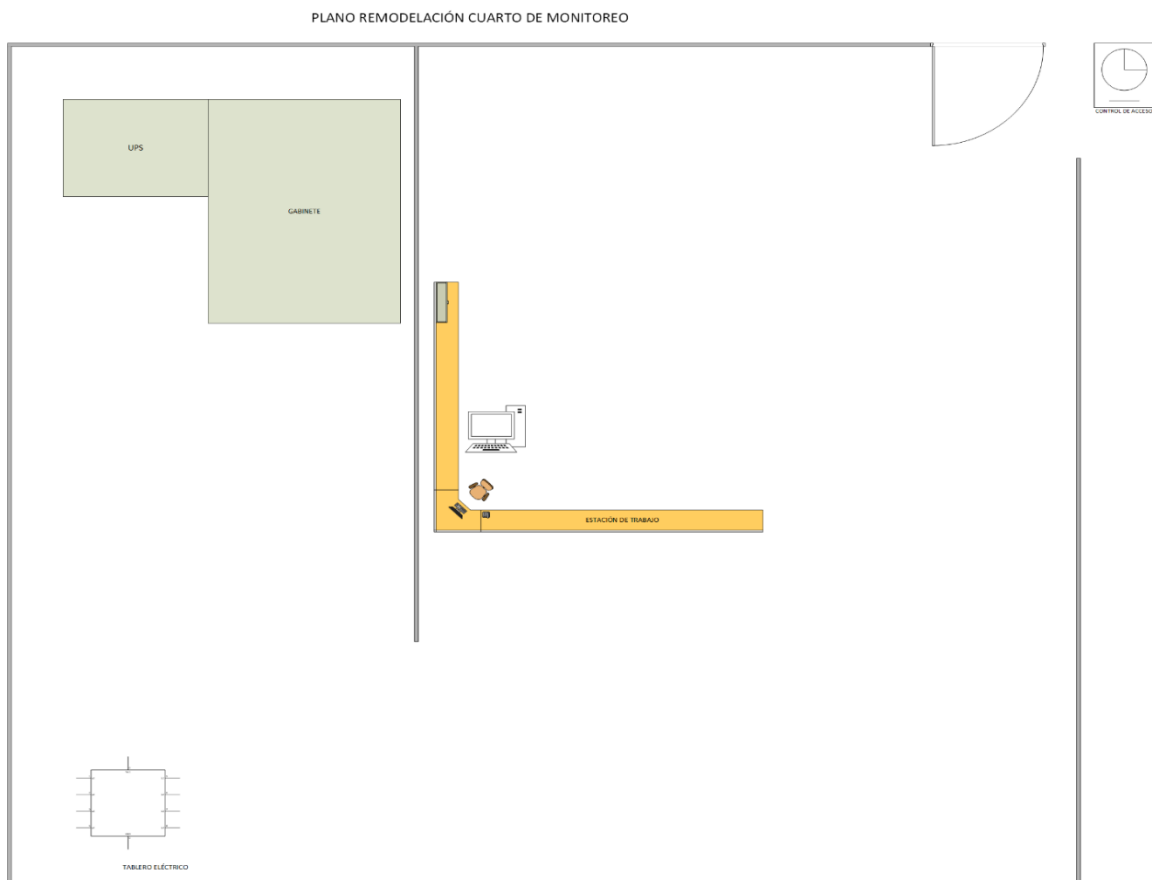 PLANO REMODELACIÓN CUARTO DE MONITOREO
CONTROL DE ACCESO
UPS
GABINETE
ESTACIÓN DE TRABAJO
TABLERO ELÉCTRICO